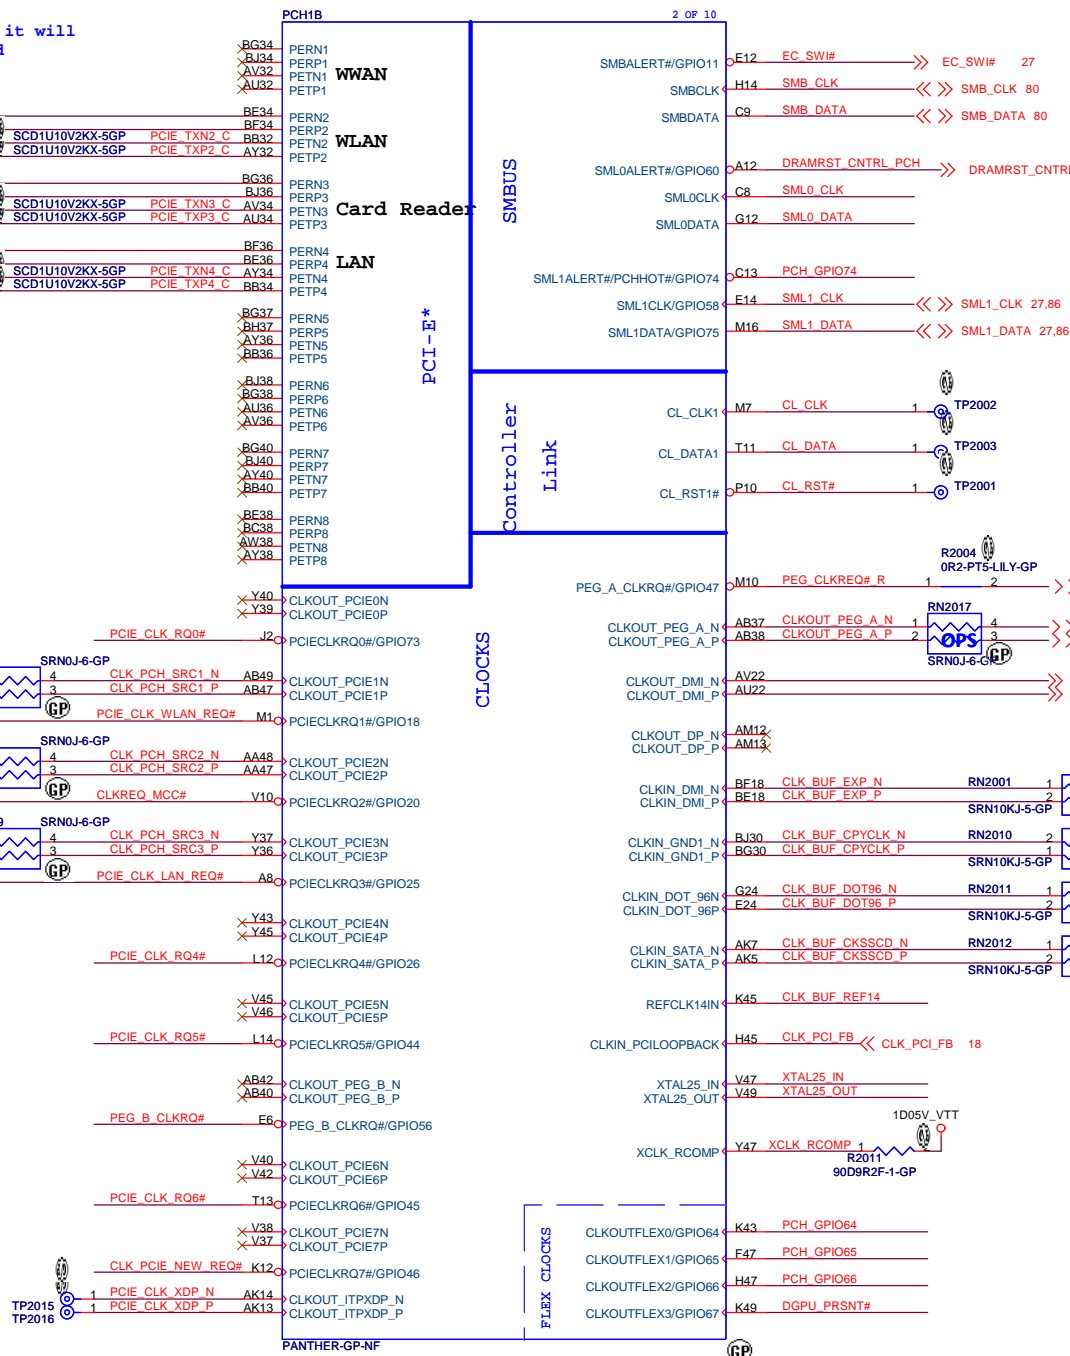 it will
PCH1B
2 OF 10
BG34 PERN1
BJ34 PERP1
AV32 PETN1
AU32 PETP1
WWAN
BE34 PERN2
BF34 PERP2
SCD1U10V2KX-5GP PCIE_TXN2_C BB32 PETN2
SCD1U10V2KX-5GP PCIE_TXP2_C AY32 PETP2
WLAN
BG36 PERN3
BJ36 PERP3
SCD1U10V2KX-5GP PCIE_TXN3_C AV34 PETN3
SCD1U10V2KX-5GP PCIE_TXP3_C AU34 PETP3
Card Reader
BF36 PERN4
BE36 PERP4
SCD1U10V2KX-5GP PCIE_TXN4_C AY34 PETN4
SCD1U10V2KX-5GP PCIE_TXP4_C BB34 PETP4
LAN
BG37 PERN5
BH37 PERP5
AY36 PETN5
BB36 PETP5
BJ38 PERN6
BG38 PERP6
AU36 PETN6
AV36 PETP6
BG40 PERN7
BJ40 PERP7
AY40 PETN7
BB40 PETP7
BE38 PERN8
BC38 PERP8
AW38 PETN8
AY38 PETP8
PCI-E*
Y40 CLKOUT_PCIE0N
Y39 CLKOUT_PCIE0P
PCIE_CLK_RQ0# J2 PCIECLKRQ0#/GPIO73
SRN0J-6-GP
4 CLK_PCH_SRC1_N AB49 CLKOUT_PCIE1N
3 CLK_PCH_SRC1_P AB47 CLKOUT_PCIE1P
GP
PCIE_CLK_WLAN_REQ# M1 PCIECLKRQ1#/GPIO18
SRN0J-6-GP
4 CLK_PCH_SRC2_N AA48 CLKOUT_PCIE2N
3 CLK_PCH_SRC2_P AA47 CLKOUT_PCIE2P
GP
CLKREQ_MCC# V10 PCIECLKRQ2#/GPIO20
9 SRN0J-6-GP
4 CLK_PCH_SRC3_N Y37 CLKOUT_PCIE3N
3 CLK_PCH_SRC3_P Y36 CLKOUT_PCIE3P
GP
PCIE_CLK_LAN_REQ# A8 PCIECLKRQ3#/GPIO25
Y43 CLKOUT_PCIE4N
Y45 CLKOUT_PCIE4P
PCIE_CLK_RQ4# L12 PCIECLKRQ4#/GPIO26
V45 CLKOUT_PCIE5N
V46 CLKOUT_PCIE5P
PCIE_CLK_RQ5# L14 PCIECLKRQ5#/GPIO44
AB42 CLKOUT_PEG_B_N
AB40 CLKOUT_PEG_B_P
PEG_B_CLKRQ# E6 PEG_B_CLKRQ#/GPIO56
V40 CLKOUT_PCIE6N
V42 CLKOUT_PCIE6P
PCIE_CLK_RQ6# T13 PCIECLKRQ6#/GPIO45
V38 CLKOUT_PCIE7N
V37 CLKOUT_PCIE7P
CLK_PCIE_NEW_REQ# K12 PCIECLKRQ7#/GPIO46
TP2015 1 PCIE_CLK_XDP_N AK14 CLKOUT_ITPXDP_N
TP2016 1 PCIE_CLK_XDP_P AK13 CLKOUT_ITPXDP_P
PANTHER-GP-NF
SMBUS
SMBALERT#/GPIO11 E12 EC_SWI# EC_SWI# 27
SMBCLK H14 SMB_CLK SMB_CLK 80
SMBDATA C9 SMB_DATA SMB_DATA 80
SML0ALERT#/GPIO60 A12 DRAMRST_CNTRL_PCH DRAMRST_CNTRL
SML0CLK C8 SML0_CLK
SML0DATA G12 SML0_DATA
SML1ALERT#/PCHHOT#/GPIO74 C13 PCH_GPIO74
SML1CLK/GPIO58 E14 SML1_CLK SML1_CLK 27,86
SML1DATA/GPIO75 M16 SML1_DATA SML1_DATA 27,86
Controller
Link
CL_CLK1 M7 CL_CLK 1 TP2002
CL_DATA1 T11 CL_DATA 1 TP2003
CL_RST1# P10 CL_RST# 1 TP2001
CLOCKS
R2004
0R2-PT5-LILY-GP
PEG_A_CLKRQ#/GPIO47 M10 PEG_CLKREQ#_R 1 2
RN2017
CLKOUT_PEG_A_N AB37 CLKOUT_PEG_A_N 1 4
CLKOUT_PEG_A_P AB38 CLKOUT_PEG_A_P 2 3
OPS
SRN0J-6-GP
GP
CLKOUT_DMI_N AV22
CLKOUT_DMI_P AU22
CLKOUT_DP_N AM12
CLKOUT_DP_P AM13
CLKIN_DMI_N BF18 CLK_BUF_EXP_N RN2001 1
CLKIN_DMI_P BE18 CLK_BUF_EXP_P 2
SRN10KJ-5-GP
CLKIN_GND1_N BJ30 CLK_BUF_CPYCLK_N RN2010 2
CLKIN_GND1_P BG30 CLK_BUF_CPYCLK_P 1
SRN10KJ-5-GP
CLKIN_DOT_96N G24 CLK_BUF_DOT96_N RN2011 1
CLKIN_DOT_96P E24 CLK_BUF_DOT96_P 2
SRN10KJ-5-GP
CLKIN_SATA_N AK7 CLK_BUF_CKSSCD_N RN2012 1
CLKIN_SATA_P AK5 CLK_BUF_CKSSCD_P 2
SRN10KJ-5-GP
REFCLK14IN K45 CLK_BUF_REF14
CLKIN_PCILOOPBACK H45 CLK_PCI_FB CLK_PCI_FB 18
XTAL25_IN V47 XTAL25_IN
XTAL25_OUT V49 XTAL25_OUT
1D05V_VTT
XCLK_RCOMP Y47 XCLK_RCOMP 1 2
R2011
90D9R2F-1-GP
FLEX CLOCKS
CLKOUTFLEX0/GPIO64 K43 PCH_GPIO64
CLKOUTFLEX1/GPIO65 F47 PCH_GPIO65
CLKOUTFLEX2/GPIO66 H47 PCH_GPIO66
CLKOUTFLEX3/GPIO67 K49 DGPU_PRSNT#
GP